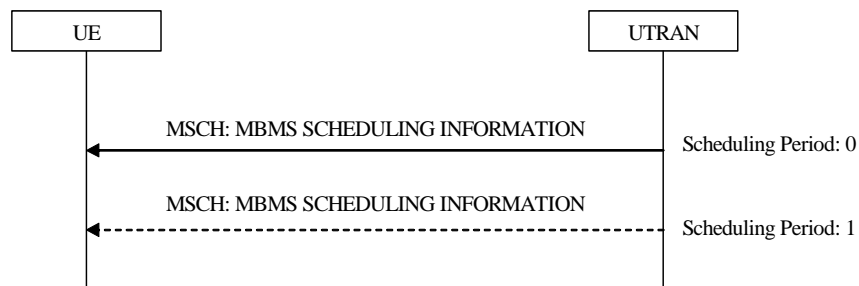 UE
UTRAN
MSCH: MBMS SCHEDULING INFORMATION
Scheduling Period: 0
MSCH: MBMS SCHEDULING INFORMATION
Scheduling Period: 1